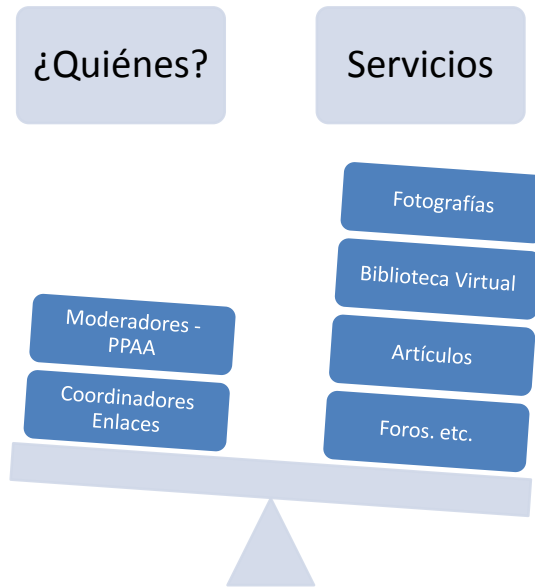 ¿Quiénes?
Servicios
Moderadores -
PPAA
Coordinadores
Enlaces
Fotografías
Biblioteca Virtual
Artículos
Foros. etc.